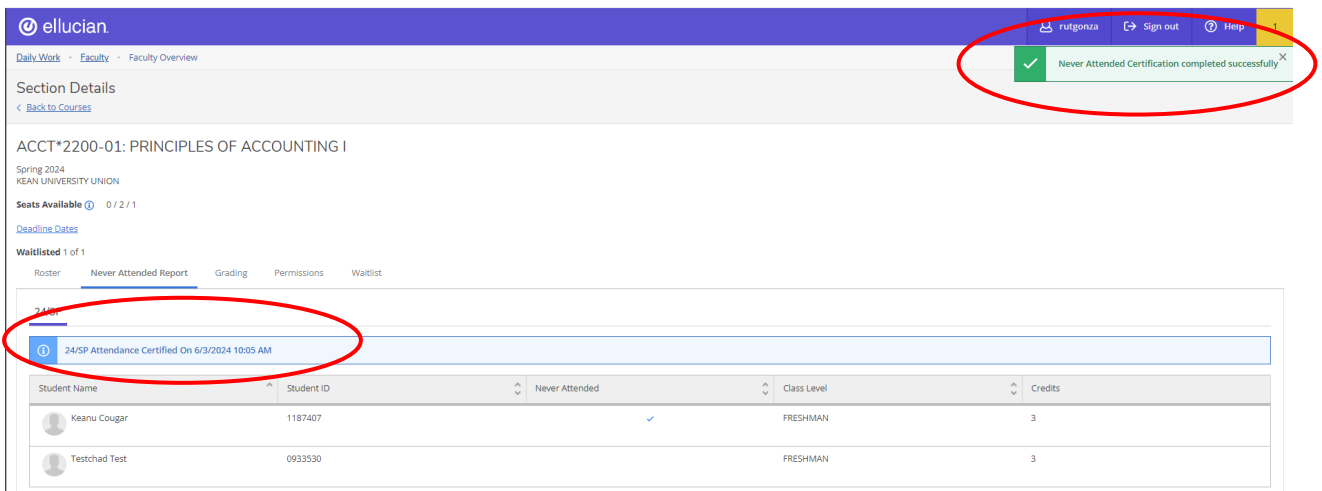 ellucian.
rutgonza Sign out Help 1
Daily Work · Faculty · Faculty Overview
Never Attended Certification completed successfully
Section Details
< Back to Courses
ACCT*2200-01: PRINCIPLES OF ACCOUNTING I
Spring 2024
KEAN UNIVERSITY UNION
Seats Available 0 / 2 / 1
Deadline Dates
Waitlisted 1 of 1
Roster Never Attended Report Grading Permissions Waitlist
24/SP
24/SP Attendance Certified On 6/3/2024 10:05 AM
Student Name Student ID Never Attended Class Level Credits
Keanu Cougar 1187407 FRESHMAN 3
Testchad Test 0933530 FRESHMAN 3